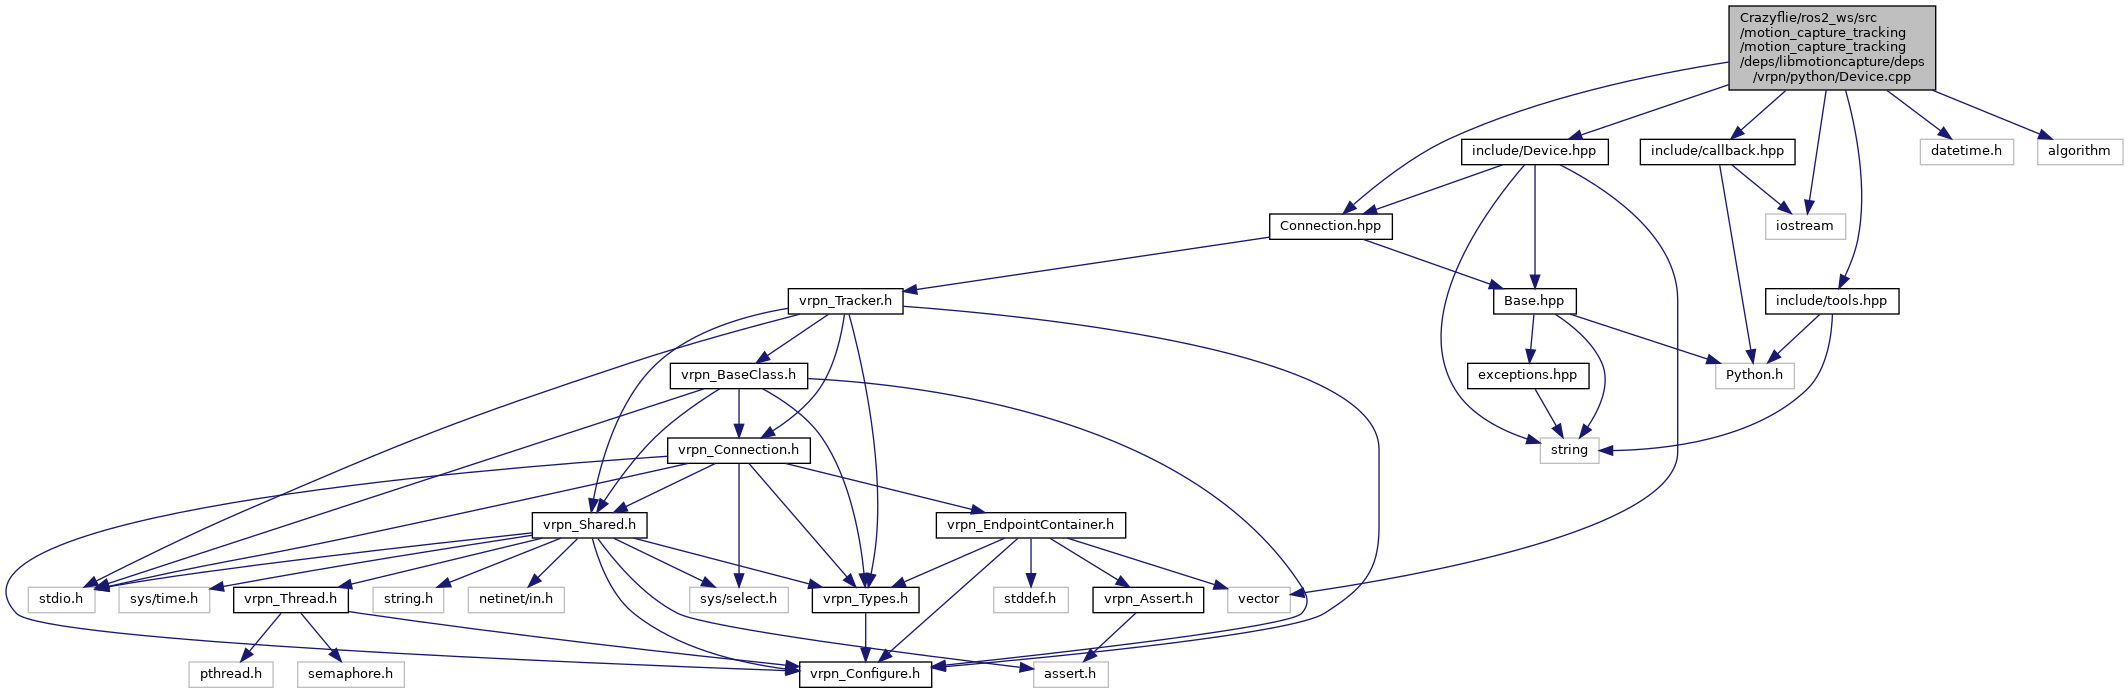 Crazyflie/ros2_ws/src
/motion_capture_tracking
/motion_capture_tracking
/deps/libmotioncapture/deps
/vrpn/python/Device.cpp
include/Device.hpp
include/callback.hpp
datetime.h
algorithm
Connection.hpp
iostream
vrpn_Tracker.h
Base.hpp
include/tools.hpp
vrpn_BaseClass.h
exceptions.hpp
Python.h
vrpn_Connection.h
string
vrpn_Shared.h
vrpn_EndpointContainer.h
stdio.h
sys/time.h
vrpn_Thread.h
string.h
netinet/in.h
sys/select.h
vrpn_Types.h
stddef.h
vrpn_Assert.h
vector
pthread.h
semaphore.h
vrpn_Configure.h
assert.h